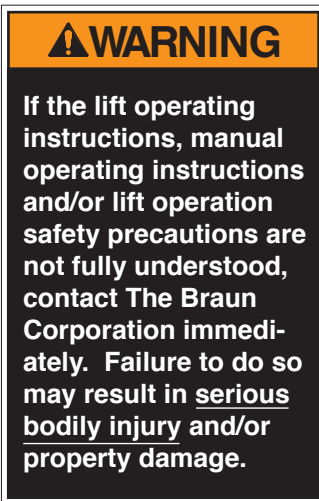 WARNING
If the lift operating
instructions, manual
operating instructions
and/or lift operation
safety precautions are
not fully understood,
contact The Braun
Corporation immedi-
ately.  Failure to do so
may result in serious
bodily injury and/or
property damage.